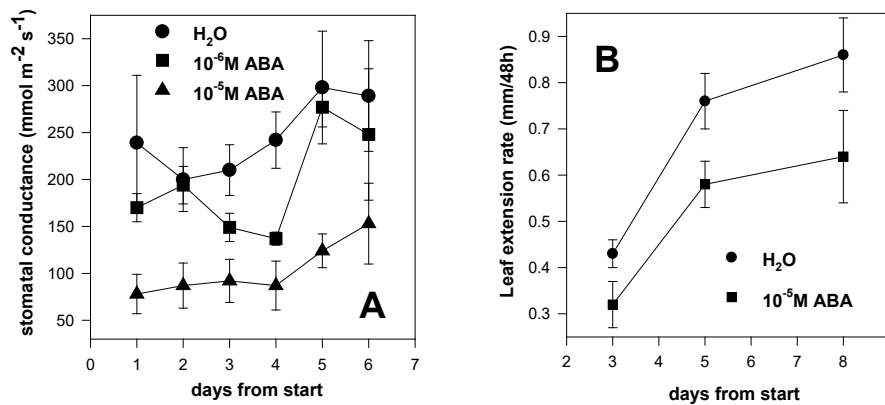 350
300
250
200
150
100
50
0 1 2 3 4 5 6 7
stomatal conductance (mmol m⁻² s⁻¹)
days from start
H₂O
10⁻⁶M ABA
10⁻⁵M ABA
A
0.9
0.8
0.7
0.6
0.5
0.4
0.3
2 3 4 5 6 7 8
Leaf extension rate (mm/48h)
days from start
B
H₂O
10⁻⁵M ABA